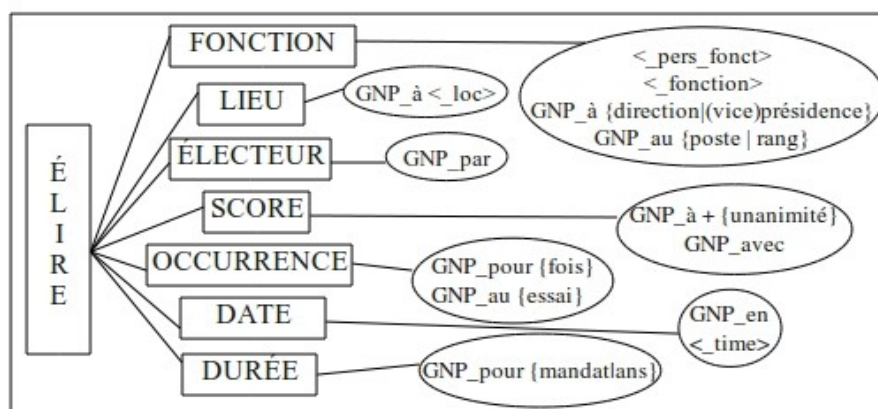 ÉLIRE
FONCTION
<_pers_fonct>
<_fonction>
GNP_à {direction|(vice)présidence}
GNP_au {poste | rang}
LIEU
GNP_à <_loc>
ÉLECTEUR
GNP_par
SCORE
GNP_à + {unanimité}
GNP_avec
OCCURRENCE
GNP_pour {fois}
GNP_au {essai}
DATE
GNP_en
<_time>
DURÉE
GNP_pour {mandat|ans}